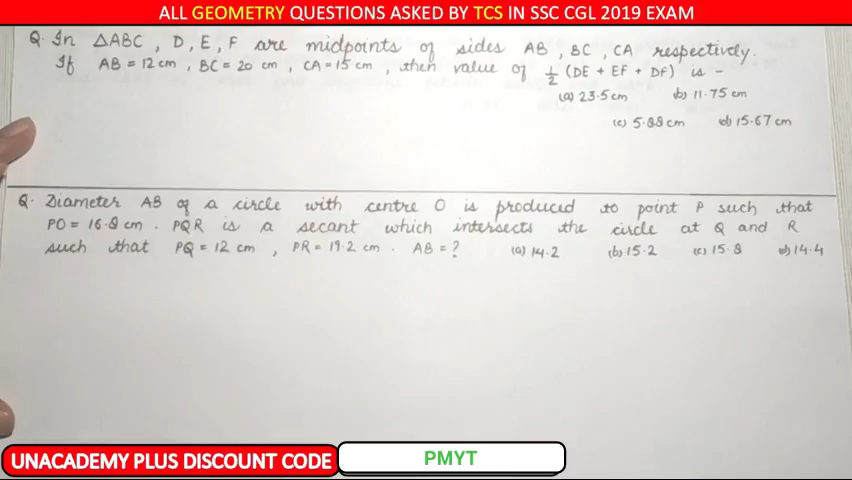 ALL GEOMETRY QUESTIONS ASKED BY TCS IN SSC CGL 2019 EXAM
Q. In △ABC, D, E, F are midpoints of sides AB, BC, CA respectively.
If AB = 12 cm, BC = 20 cm, CA = 15 cm, then value of 1/2 (DE + EF + DF) is -
(a) 23.5 cm (b) 11.75 cm
(c) 5.88 cm (d) 15.67 cm
Q. Diameter AB of a circle with centre O is produced to point P such that
PO = 16.8 cm. PQR is a secant which intersects the circle at Q and R
such that PQ = 12 cm, PR = 19.2 cm. AB = ? (a) 14.2 (b) 15.2 (c) 15.8 (d) 14.4
UNACADEMY PLUS DISCOUNT CODE PMYT